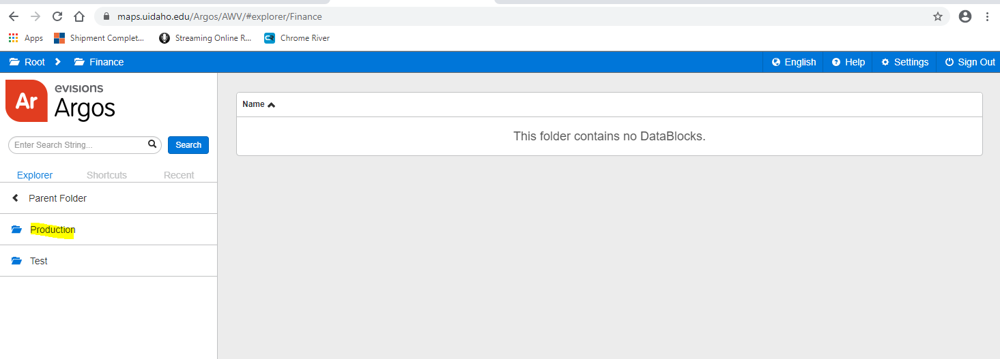 maps.uidaho.edu/Argos/AWV/#explorer/Finance
Apps Shipment Complet... Streaming Online R... CR Chrome River
Root Finance English Help Settings Sign Out
Ar evisions Argos
Enter Search String... Search
Explorer Shortcuts Recent
Parent Folder
Production
Test
Name
This folder contains no DataBlocks.